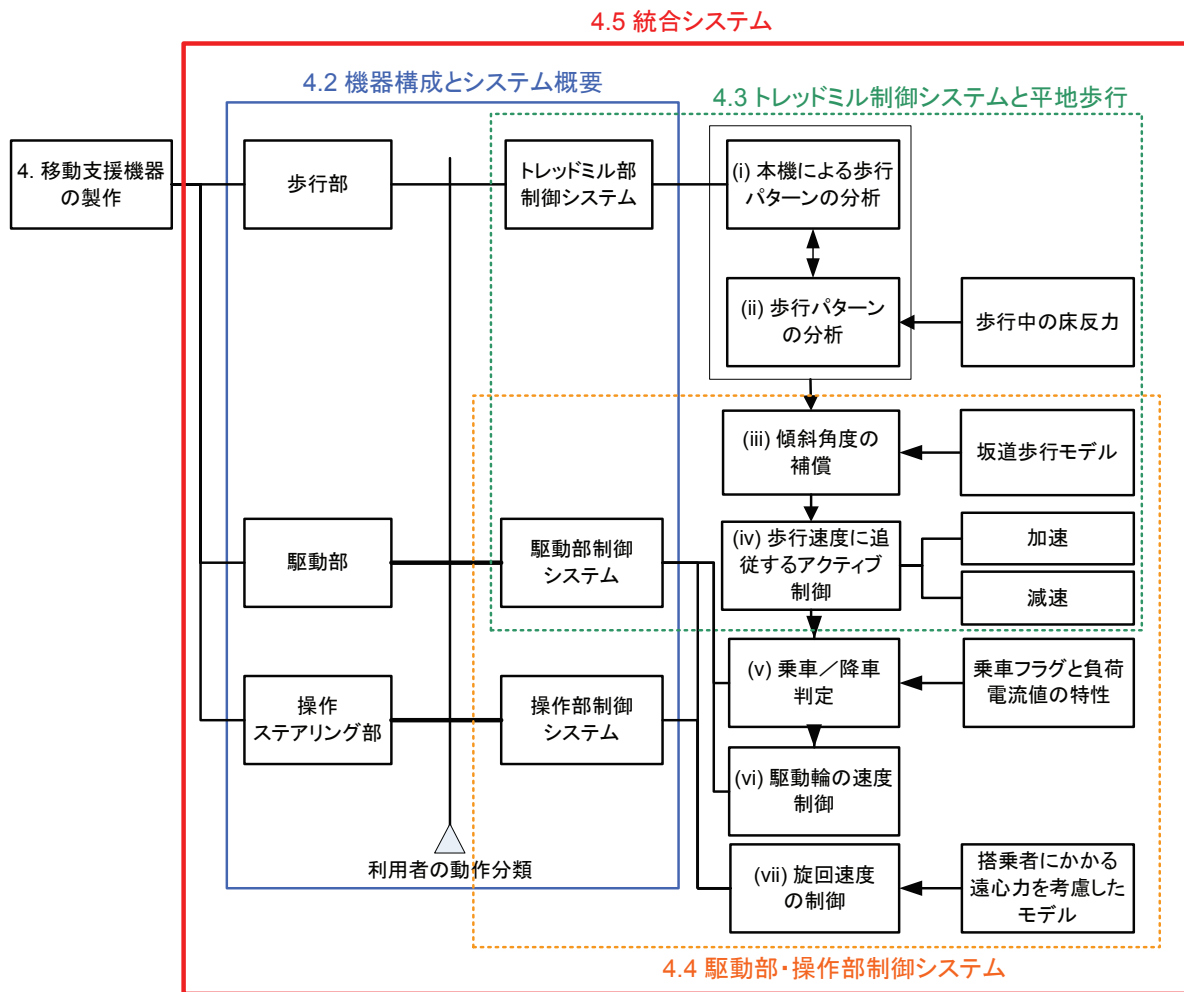 4.5 統合システム
4.2 機器構成とシステム概要
4.3 トレッドミル制御システムと平地歩行
4. 移動支援機器
の製作
歩行部
トレッドミル部
制御システム
(i) 本機による歩行
パターンの分析
(ii) 歩行パターン
の分析
歩行中の床反力
(iii) 傾斜角度の
補償
坂道歩行モデル
駆動部
駆動部制御
システム
(iv) 歩行速度に追
従するアクティブ
制御
加速
減速
操作
ステアリング部
操作部制御
システム
(v) 乗車／降車
判定
乗車フラグと負荷
電流値の特性
(vi) 駆動輪の速度
制御
利用者の動作分類
(vii) 旋回速度
の制御
搭乗者にかかる
遠心力を考慮した
モデル
4.4 駆動部・操作部制御システム